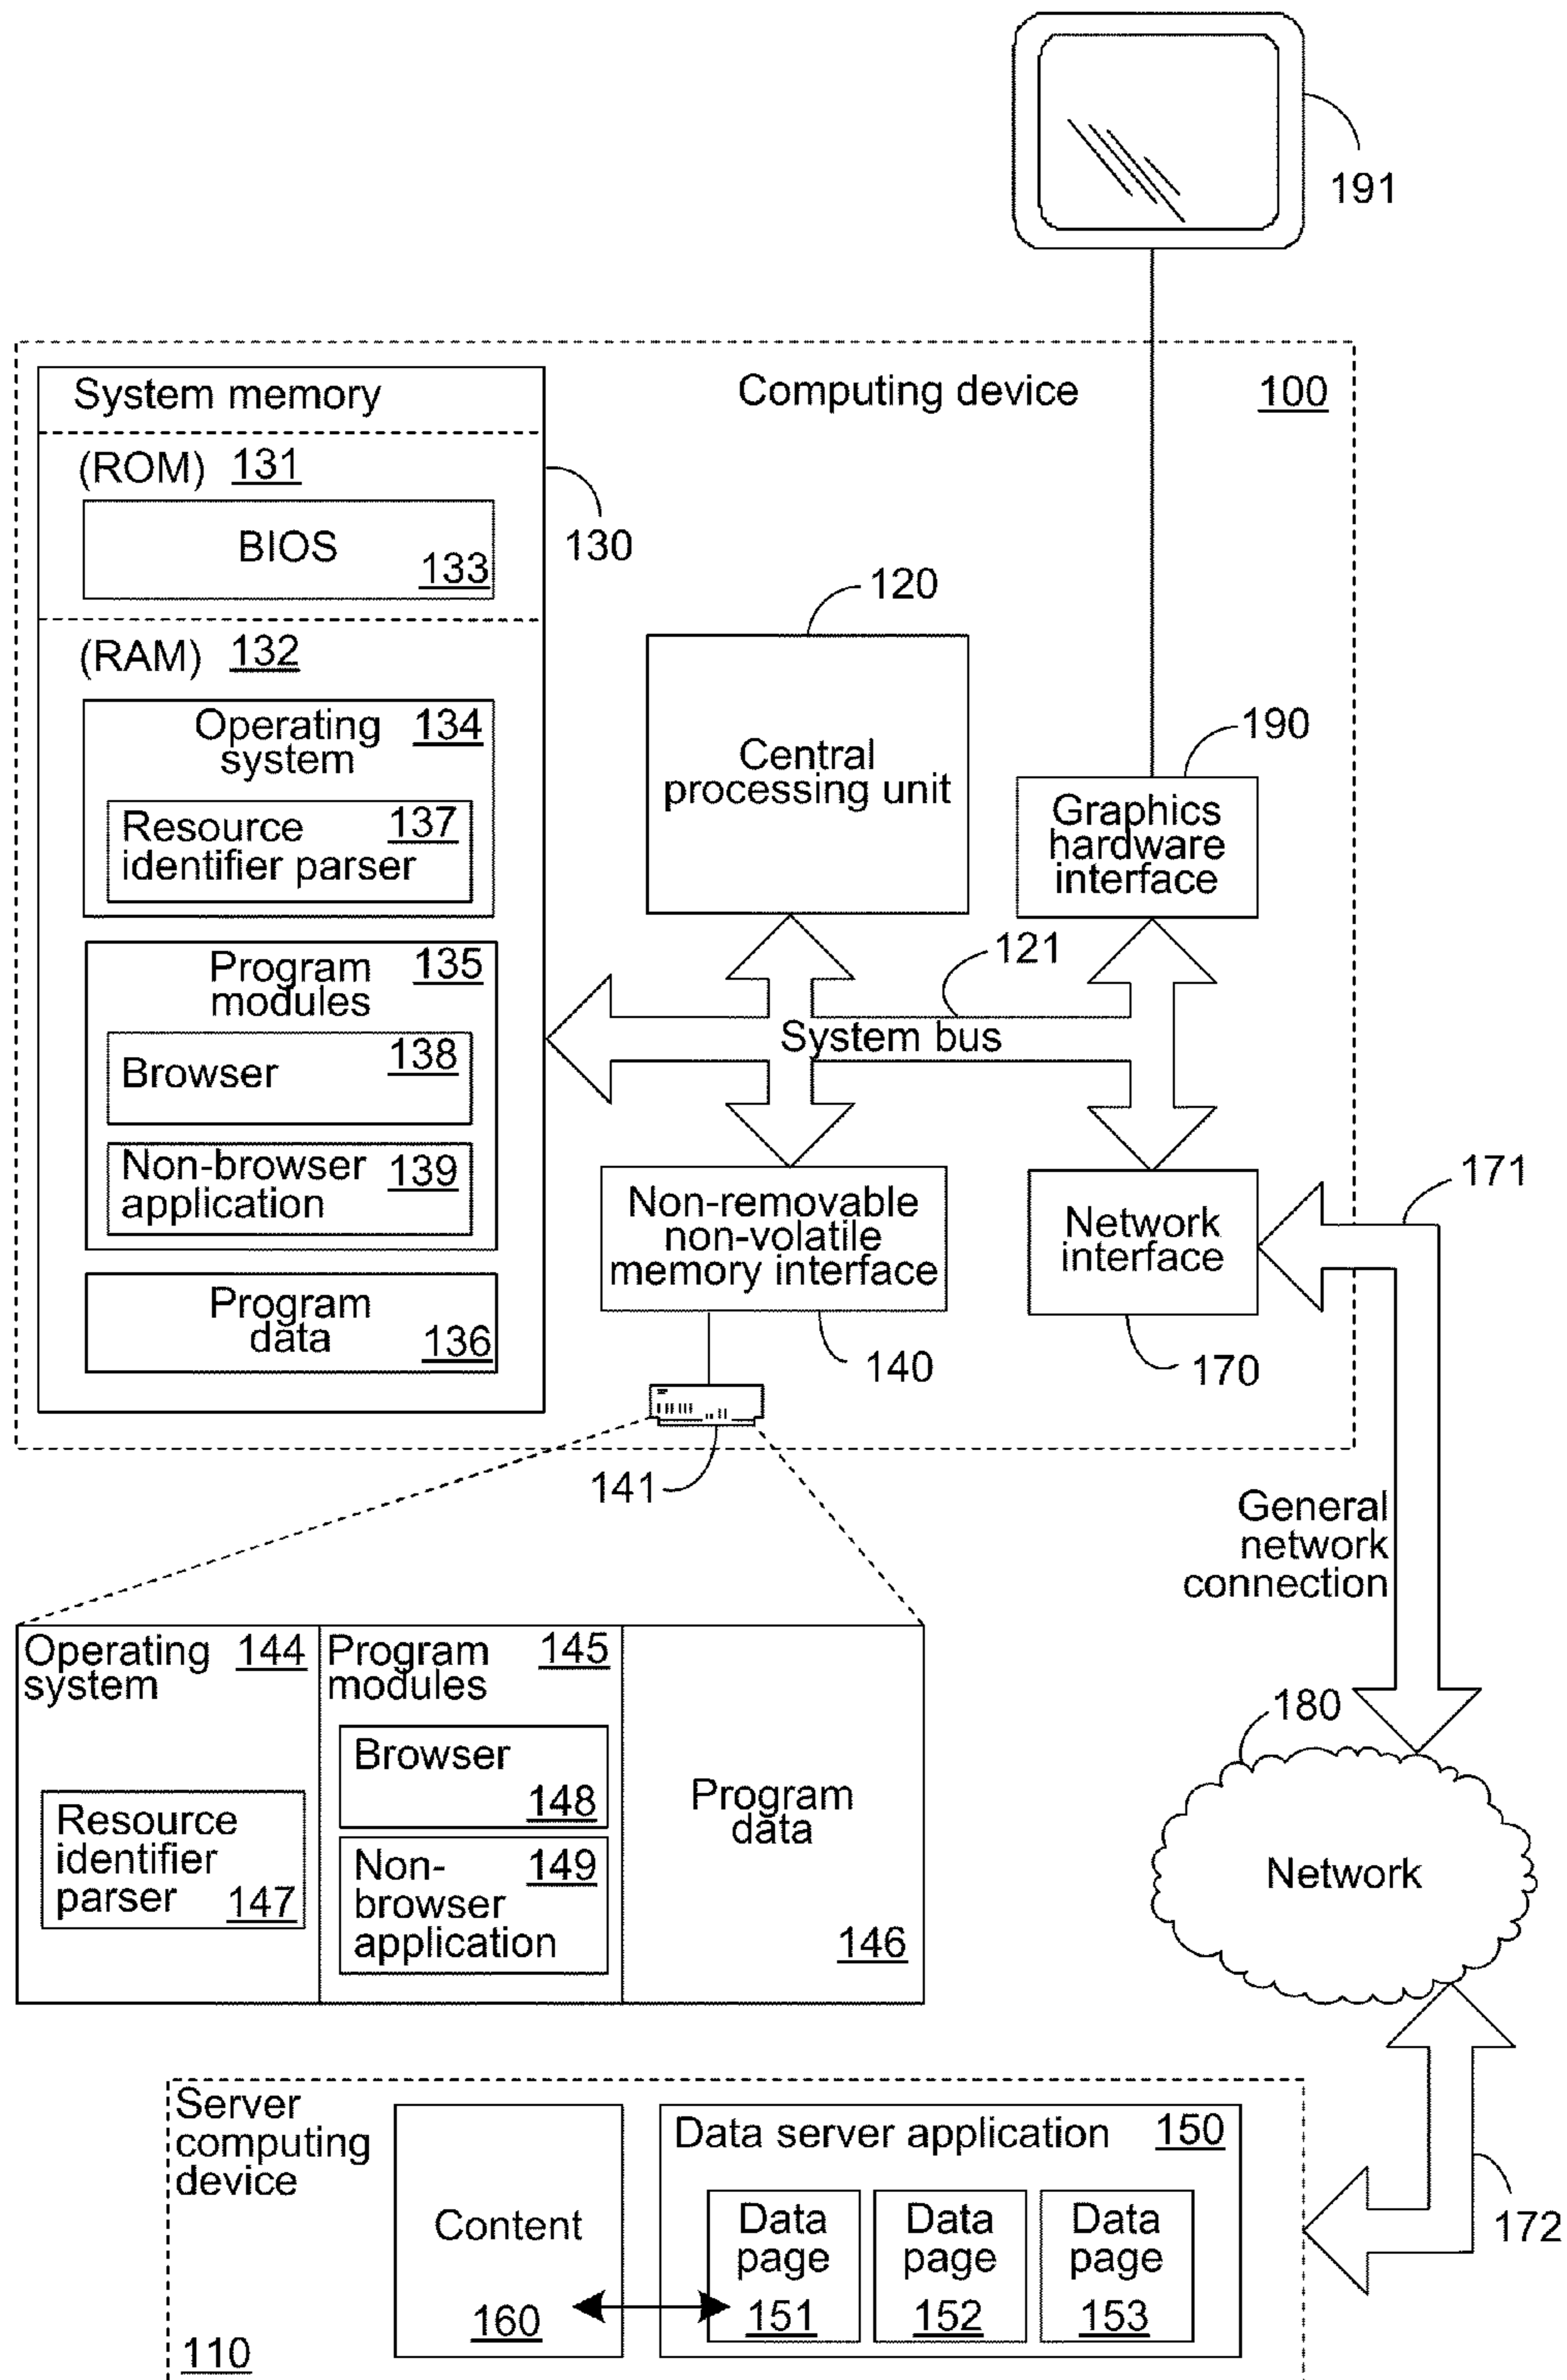 191
System memory
Computing device 100
(ROM) 131
BIOS
133
130
120
(RAM) 132
Operating 134
system
Resource 137
identifier parser
Central
processing unit
190
Graphics
hardware
interface
121
System bus
Program 135
modules
138
Browser
Non-browser 139
application
Program
data 136
Non-removable
non-volatile
memory interface
140
Network
interface
170
171
141
General
network
connection
Operating 144
system
Resource
identifier
parser 147
Program 145
modules
Browser
148
Non- 149
browser
application
Program
data
146
180
Network
Server
computing
device
110
Content
160
Data server application 150
Data
page
151
Data
page
152
Data
page
153
172